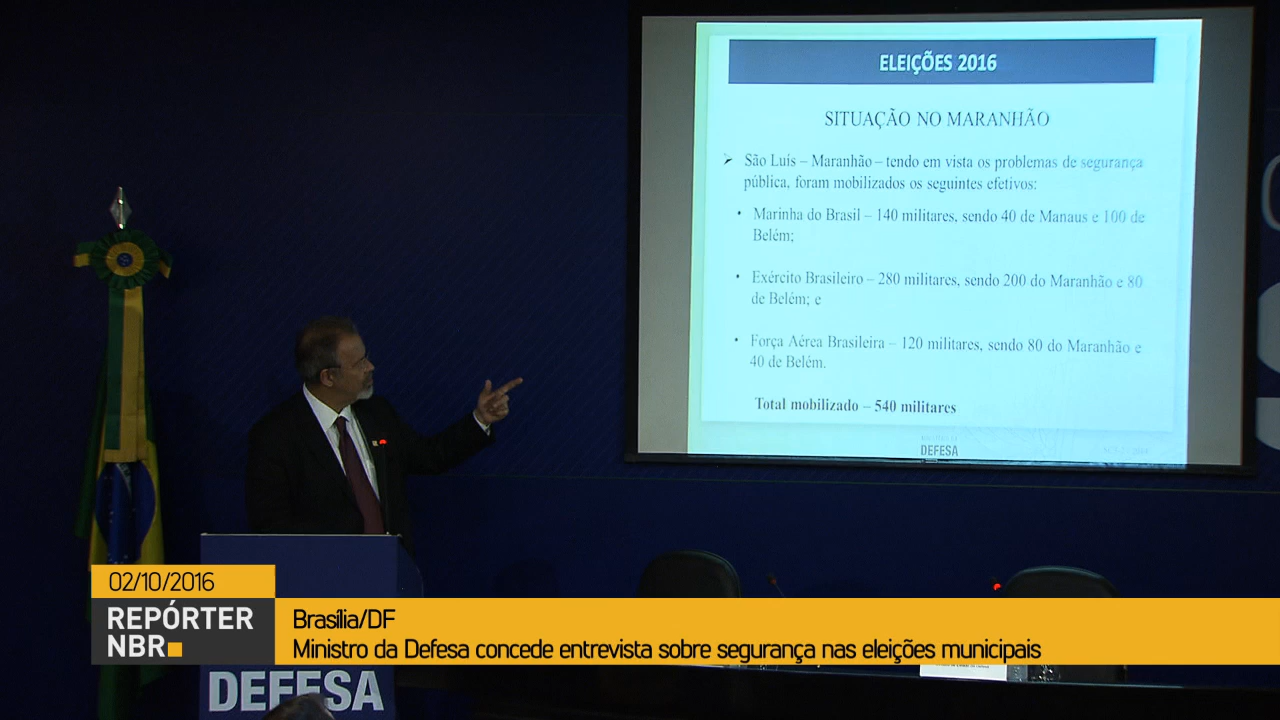 ELEIÇÕES 2016
SITUAÇÃO NO MARANHÃO
➢ São Luís – Maranhão – tendo em vista os problemas de segurança
pública, foram mobilizados os seguintes efetivos:
• Marinha do Brasil – 140 militares, sendo 40 de Manaus e 100 de
Belém;
• Exército Brasileiro – 280 militares, sendo 200 do Maranhão e 80
de Belém; e
• Força Aérea Brasileira – 120 militares, sendo 80 do Maranhão e
40 de Belém.
Total mobilizado – 540 militares
DEFESA
02/10/2016
REPÓRTER
NBR
Brasília/DF
Ministro da Defesa concede entrevista sobre segurança nas eleições municipais
DEFESA